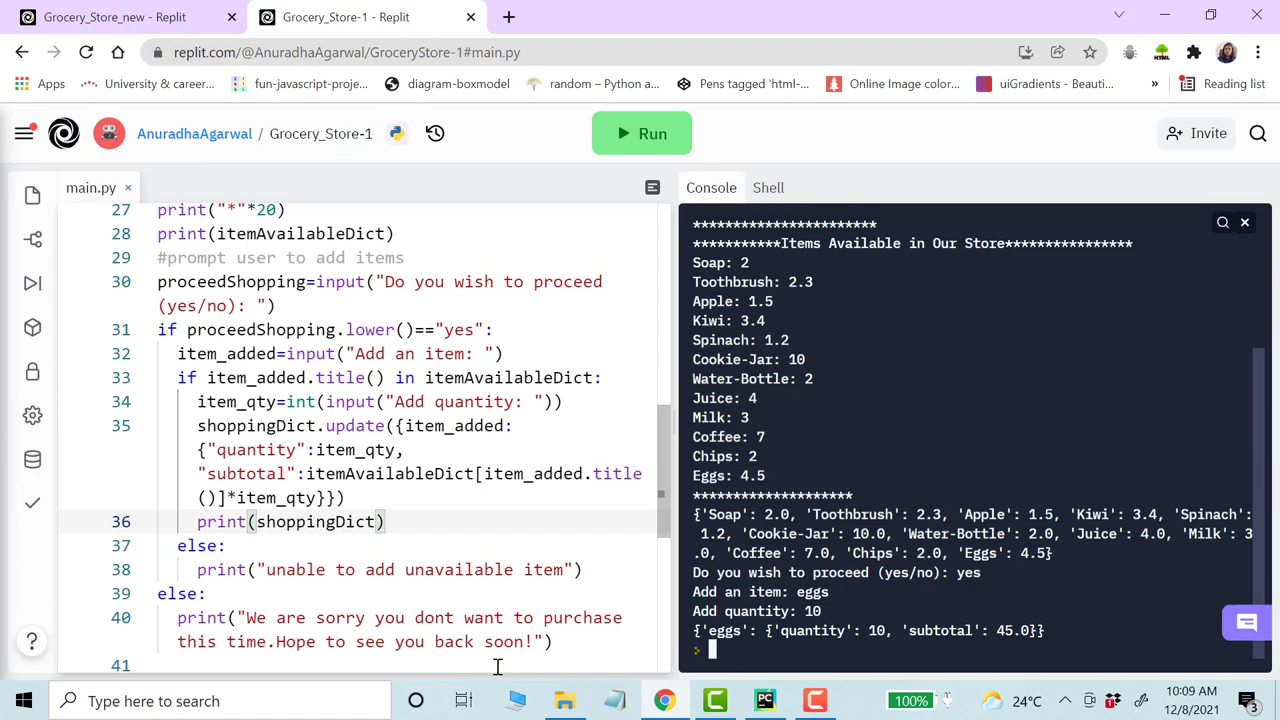 Grocery_Store_new - Replit
Grocery_Store-1 - Replit
replit.com/@AnuradhaAgarwal/GroceryStore-1#main.py
Apps
University & career...
fun-javascript-proje...
diagram-boxmodel
random – Python a...
Pens tagged 'html-...
Online Image color...
uiGradients - Beauti...
»
Reading list
AnuradhaAgarwal / Grocery_Store-1
Run
Invite
main.py
Console
Shell
27 print("*"*20)
28 print(itemAvailableDict)
29 #prompt user to add items
30 proceedShopping=input("Do you wish to proceed
(yes/no): ")
31 if proceedShopping.lower()=="yes":
32 item_added=input("Add an item: ")
33 if item_added.title() in itemAvailableDict:
34 item_qty=int(input("Add quantity: "))
35 shoppingDict.update({item_added:
{"quantity":item_qty,
"subtotal":itemAvailableDict[item_added.title
()]*item_qty}})
36 print(shoppingDict)
37 else:
38 print("unable to add unavailable item")
39 else:
40 print("We are sorry you dont want to purchase
this time.Hope to see you back soon!")
41
***********************
***********Items Available in Our Store****************
Soap: 2
Toothbrush: 2.3
Apple: 1.5
Kiwi: 3.4
Spinach: 1.2
Cookie-Jar: 10
Water-Bottle: 2
Juice: 4
Milk: 3
Coffee: 7
Chips: 2
Eggs: 4.5
********************
{'Soap': 2.0, 'Toothbrush': 2.3, 'Apple': 1.5, 'Kiwi': 3.4, 'Spinach':
1.2, 'Cookie-Jar': 10.0, 'Water-Bottle': 2.0, 'Juice': 4.0, 'Milk': 3
.0, 'Coffee': 7.0, 'Chips': 2.0, 'Eggs': 4.5}
Do you wish to proceed (yes/no): yes
Add an item: eggs
Add quantity: 10
{'eggs': {'quantity': 10, 'subtotal': 45.0}}
Type here to search
100%
24°C
10:09 AM
12/8/2021
3